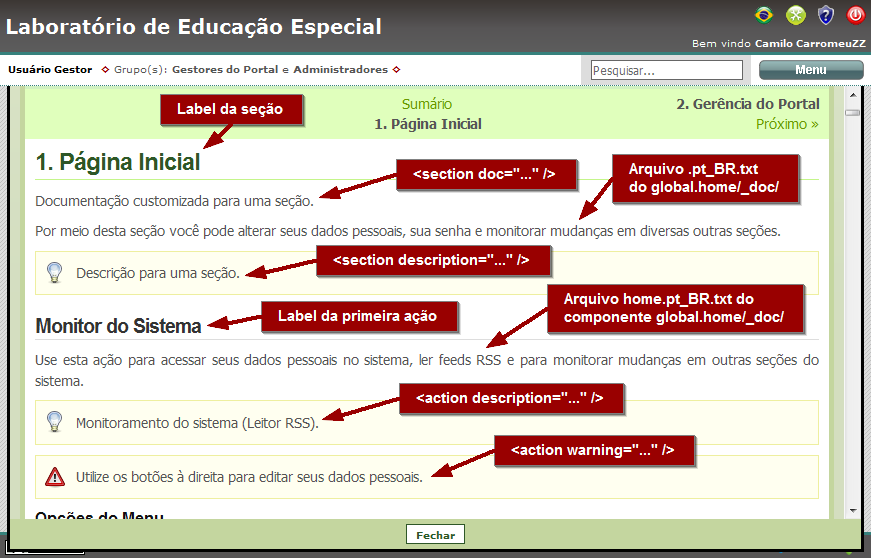 Laboratório de Educação Especial
Bem vindo Camilo CarromeuZZ
Usuário Gestor Grupo(s): Gestores do Portal e Administradores
Pesquisar...
Menu
Label da seção
Sumário
1. Página Inicial
2. Gerência do Portal
Próximo »
1. Página Inicial
<section doc="..." />
Arquivo .pt_BR.txt
do global.home/_doc/
Documentação customizada para uma seção.
Por meio desta seção você pode alterar seus dados pessoais, sua senha e monitorar mudanças em diversas outras seções.
<section description="..." />
Descrição para uma seção.
Arquivo home.pt_BR.txt do
componente global.home/_doc/
Label da primeira ação
Monitor do Sistema
Use esta ação para acessar seus dados pessoais no sistema, ler feeds RSS e para monitorar mudanças em outras seções do
sistema.
<action description="..." />
Monitoramento do sistema (Leitor RSS).
<action warning="..." />
Utilize os botões à direita para editar seus dados pessoais.
Opções do Menu
Fechar